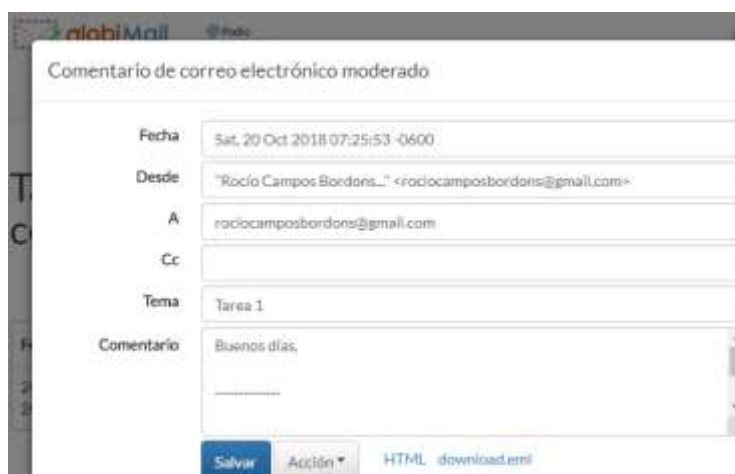 globiMail Podio
Comentario de correo electrónico moderado
Fecha Sat, 20 Oct 2018 07:25:53 -0600
Desde "Rocío Campos Bordons..." <rociocamposbordons@gmail.com>
A rociocamposbordons@gmail.com
Cc
Tema Tarea 1
Comentario Buenos días,
--------------
Salvar Acción HTML download.eml